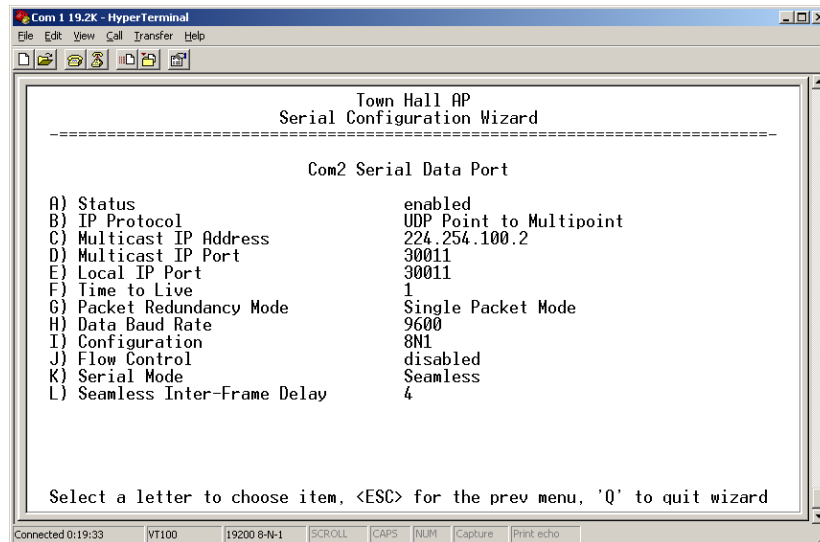 Com 1 19.2K - HyperTerminal
File Edit View Call Transfer Help
Town Hall AP
Serial Configuration Wizard
-==========================================================================-
Com2 Serial Data Port
A) Status enabled
B) IP Protocol UDP Point to Multipoint
C) Multicast IP Address 224.254.100.2
D) Multicast IP Port 30011
E) Local IP Port 30011
F) Time to Live 1
G) Packet Redundancy Mode Single Packet Mode
H) Data Baud Rate 9600
I) Configuration 8N1
J) Flow Control disabled
K) Serial Mode Seamless
L) Seamless Inter-Frame Delay 4
Select a letter to choose item, <ESC> for the prev menu, 'Q' to quit wizard
Connected 0:19:33 VT100 19200 8-N-1 SCROLL CAPS NUM Capture Print echo